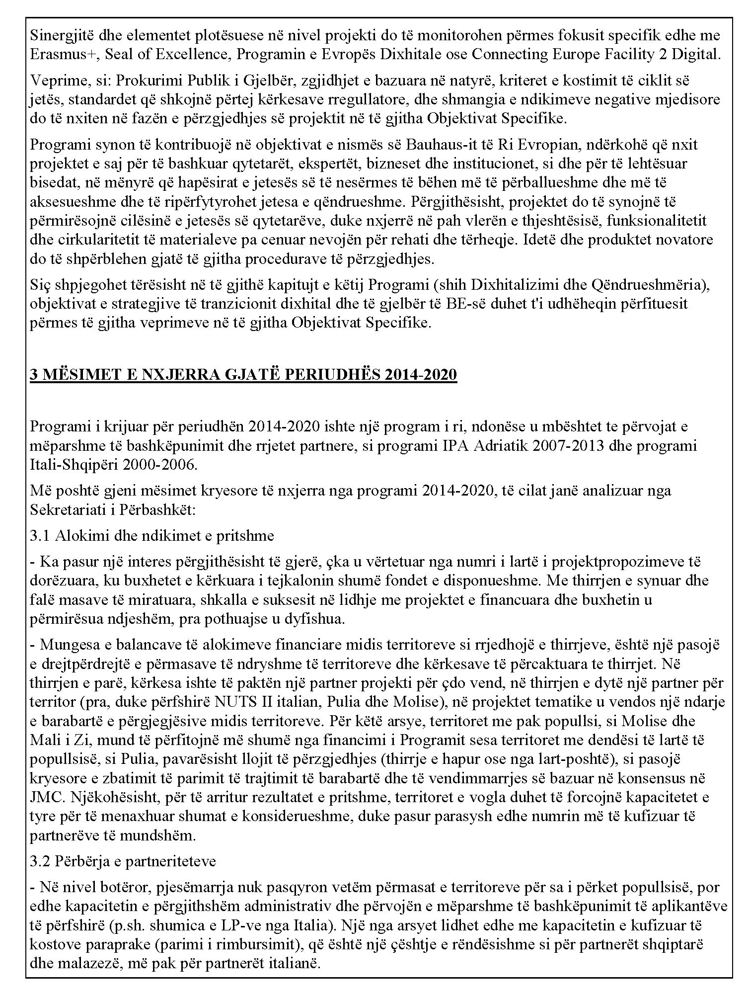 Sinergjitë dhe elementet plotësuese në nivel projekti do të monitorohen përmes fokusit specifik edhe me
Erasmus+, Seal of Excellence, Programin e Evropës Dixhitale ose Connecting Europe Facility 2 Digital.
Veprime, si: Prokurimi Publik i Gjelbër, zgjidhjet e bazuara në natyrë, kriteret e kostimit të ciklit së
jetës, standardet që shkojnë përtej kërkesave rregullatore, dhe shmangia e ndikimeve negative mjedisore
do të nxiten në fazën e përzgjedhjes së projektit në të gjitha Objektivat Specifike.
Programi synon të kontribuojë në objektivat e nismës së Bauhaus-it të Ri Evropian, ndërkohë që nxit
projektet e saj për të bashkuar qytetarët, ekspertët, bizneset dhe institucionet, si dhe për të lehtësuar
bisedat, në mënyrë që hapësirat e jetesës së të nesërmes të bëhen më të përballueshme dhe më të
aksesueshme dhe të ripërfytyrohet jetesa e qëndrueshme. Përgjithësisht, projektet do të synojnë të
përmirësojnë cilësinë e jetesës së qytetarëve, duke nxjerrë në pah vlerën e thjeshtësisë, funksionalitetit
dhe cirkularitetit të materialeve pa cenuar nevojën për rehati dhe tërheqje. Idetë dhe produktet novatore
do të shpërblehen gjatë të gjitha procedurave të përzgjedhjes.
Siç shpjegohet tërësisht në të gjithë kapitujt e këtij Programi (shih Dixhitalizimi dhe Qëndrueshmëria),
objektivat e strategjive të tranzicionit dixhital dhe të gjelbër të BE-së duhet t'i udhëheqin përfituesit
përmes të gjitha veprimeve në të gjitha Objektivat Specifike.
3 MËSIMET E NXJERRA GJATË PERIUDHËS 2014-2020
Programi i krijuar për periudhën 2014-2020 ishte një program i ri, ndonëse u mbështet te përvojat e
mëparshme të bashkëpunimit dhe rrjetet partnere, si programi IPA Adriatik 2007-2013 dhe programi
Itali-Shqipëri 2000-2006.
Më poshtë gjeni mësimet kryesore të nxjerra nga programi 2014-2020, të cilat janë analizuar nga
Sekretariati i Përbashkët:
3.1 Alokimi dhe ndikimet e pritshme
- Ka pasur një interes përgjithësisht të gjerë, çka u vërtetuar nga numri i lartë i projektpropozimeve të
dorëzuara, ku buxhetet e kërkuara i tejkalonin shumë fondet e disponueshme. Me thirrjen e synuar dhe
falë masave të miratuara, shkalla e suksesit në lidhje me projektet e financuara dhe buxhetin u
përmirësua ndjeshëm, pra pothuajse u dyfishua.
- Mungesa e balancave të alokimeve financiare midis territoreve si rrjedhojë e thirrjeve, është një pasojë
e drejtpërdrejtë e përmasave të ndryshme të territoreve dhe kërkesave të përcaktuara te thirrjet. Në
thirrjen e parë, kërkesa ishte të paktën një partner projekti për çdo vend, në thirrjen e dytë një partner për
territor (pra, duke përfshirë NUTS II italian, Pulia dhe Molise), në projektet tematike u vendos një ndarje
e barabartë e përgjegjësive midis territoreve. Për këtë arsye, territoret me pak popullsi, si Molise dhe
Mali i Zi, mund të përfitojnë më shumë nga financimi i Programit sesa territoret me dendësi të lartë të
popullsisë, si Pulia, pavarësisht llojit të përzgjedhjes (thirrje e hapur ose nga lart-poshtë), si pasojë
kryesore e zbatimit të parimit të trajtimit të barabartë dhe të vendimmarrjes së bazuar në konsensus në
JMC. Njëkohësisht, për të arritur rezultatet e pritshme, territoret e vogla duhet të forcojnë kapacitetet e
tyre për të menaxhuar shumat e konsiderueshme, duke pasur parasysh edhe numrin më të kufizuar të
partnerëve të mundshëm.
3.2 Përbërja e partneriteteve
- Në nivel botëror, pjesëmarrja nuk pasqyron vetëm përmasat e territoreve për sa i përket popullsisë, por
edhe kapacitetin e përgjithshëm administrativ dhe përvojën e mëparshme të bashkëpunimit të aplikantëve
të përfshirë (p.sh. shumica e LP-ve nga Italia). Një nga arsyet lidhet edhe me kapacitetin e kufizuar të
kostove paraprake (parimi i rimbursimit), që është një çështje e rëndësishme si për partnerët shqiptarë
dhe malazezë, më pak për partnerët italianë.